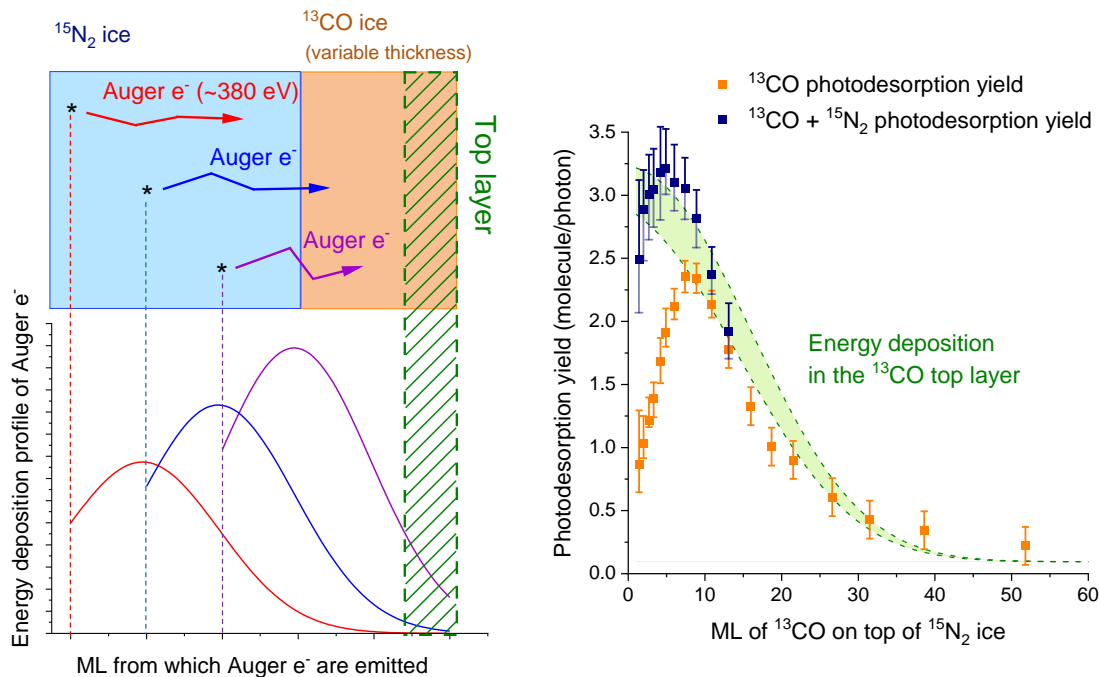 ¹⁵N₂ ice
¹³CO ice
(variable thickness)
* Auger e⁻ (~380 eV)
* Auger e⁻
* Auger e⁻
Top layer
Energy deposition profile of Auger e⁻
ML from which Auger e⁻ are emitted
¹³CO photodesorption yield
¹³CO + ¹⁵N₂ photodesorption yield
Photodesorption yield (molecule/photon)
3.5
3.0
2.5
2.0
1.5
1.0
0.5
0.0
Energy deposition
in the ¹³CO top layer
0 10 20 30 40 50 60
ML of ¹³CO on top of ¹⁵N₂ ice